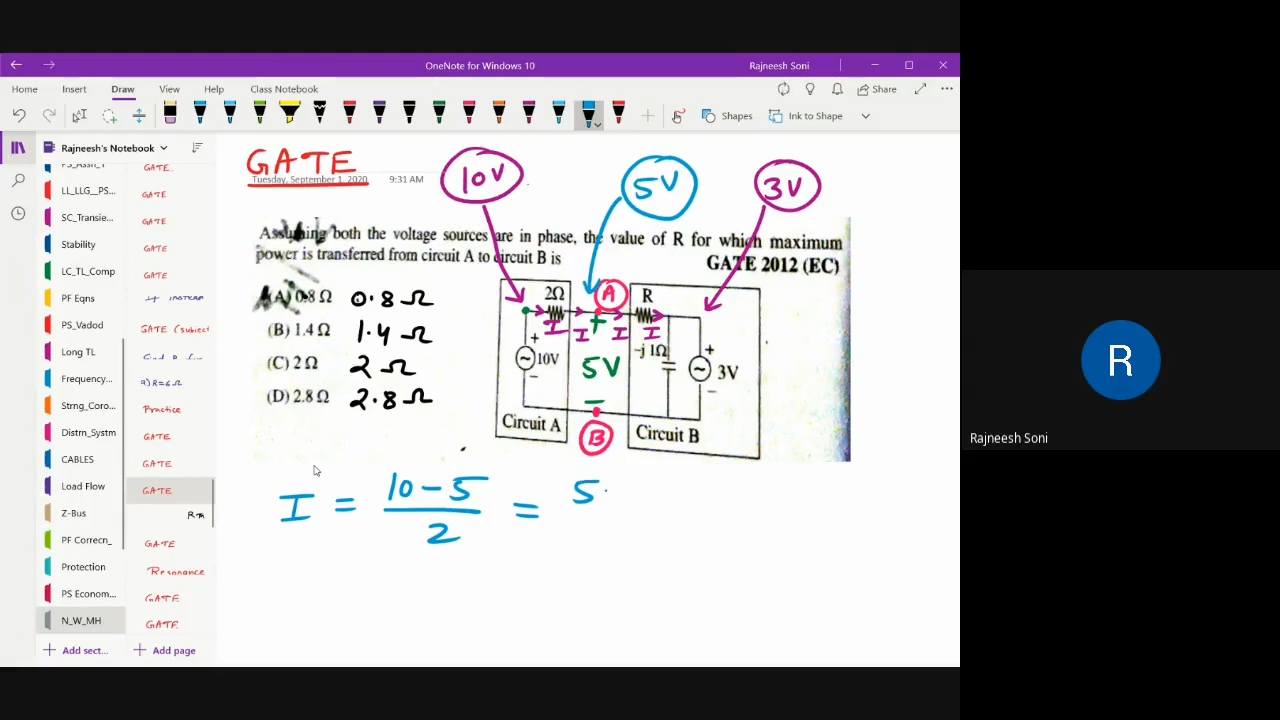 OneNote for Windows 10
Rajneesh Soni
Home Insert Draw View Help Class Notebook
Share
Shapes
Ink to Shape
Rajneesh's Notebook
LL_LLG__PS...
SC_Transie...
Stability
LC_TL_Comp
PF Eqns
PS_Vadod
Long TL
Frequency...
Strng_Coro...
Distrn_Systm
CABLES
Load Flow
Z-Bus
PF Correcn_
Protection
PS Econom...
N_W_MH
Add sect...
GATE
GATE
GATE
GATE
GATE
GATE (subject
a) R = 6 Ω
Practice
GATE
GATE
GATE
GATE
Resonance
GATE
GATE
Add page
GATE
Tuesday, September 1, 2020 9:31 AM
10V
5V
3V
Assuming both the voltage sources are in phase, the value of R for which maximum
power is transferred from circuit A to circuit B is
GATE 2012 (EC)
(A) 0.8 Ω 0.8 Ω
(B) 1.4 Ω 1.4 Ω
(C) 2 Ω 2 Ω
(D) 2.8 Ω 2.8 Ω
2Ω A R
I I I I
+ + +
10V 5V -j 1Ω 3V
− − −
Circuit A B Circuit B
I = 10 − 5 / 2 = 5.
R
Rajneesh Soni